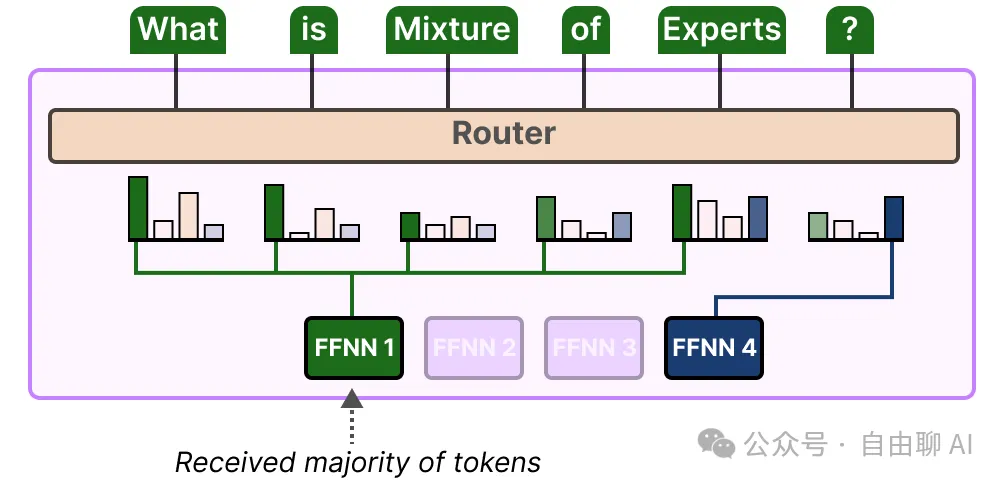 What is Mixture of Experts ?
Router
FFNN 1 FFNN 2 FFNN 3 FFNN 4
Received majority of tokens
公众号 · 自由聊 AI